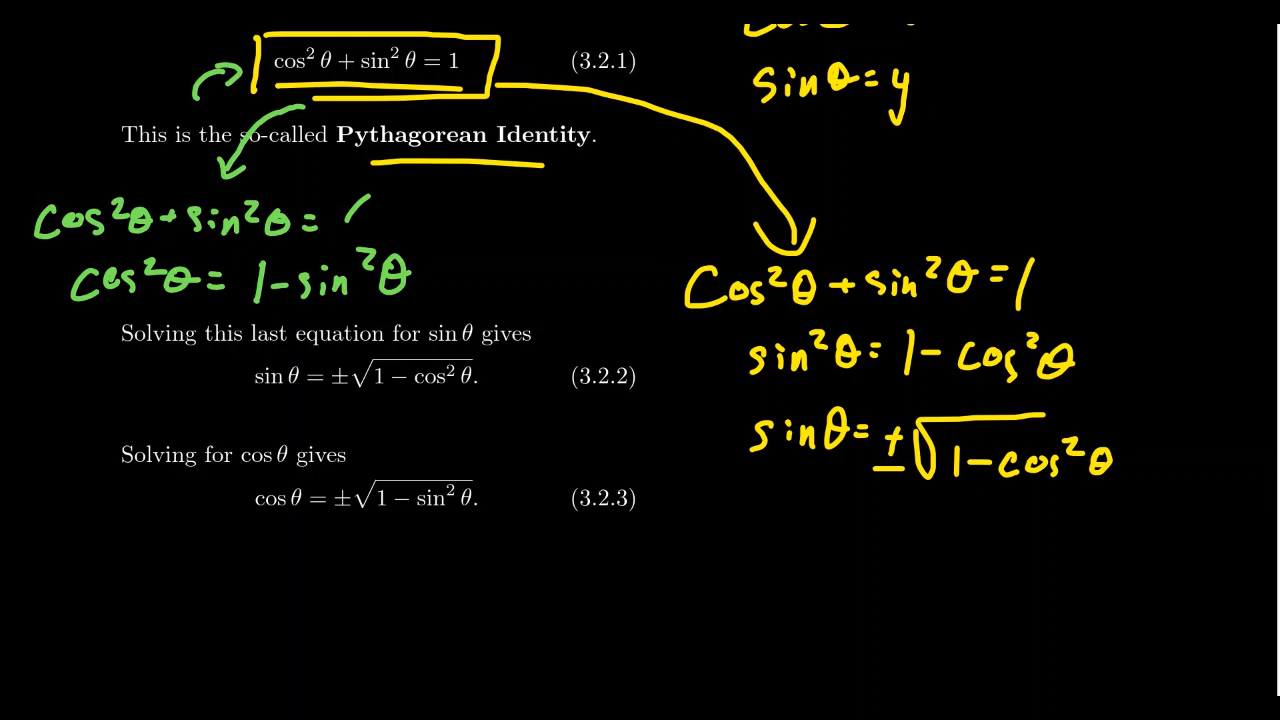 cos² θ + sin² θ = 1 (3.2.1)
sin θ = y
This is the so-called Pythagorean Identity.
cos²θ + sin²θ = 1
cos²θ = 1 - sin²θ
cos²θ + sin²θ = 1
sin²θ = 1 - cos²θ
sinθ = ±√1 - cos²θ
Solving this last equation for sin θ gives
sin θ = ±√1 − cos² θ. (3.2.2)
Solving for cos θ gives
cos θ = ±√1 − sin² θ. (3.2.3)